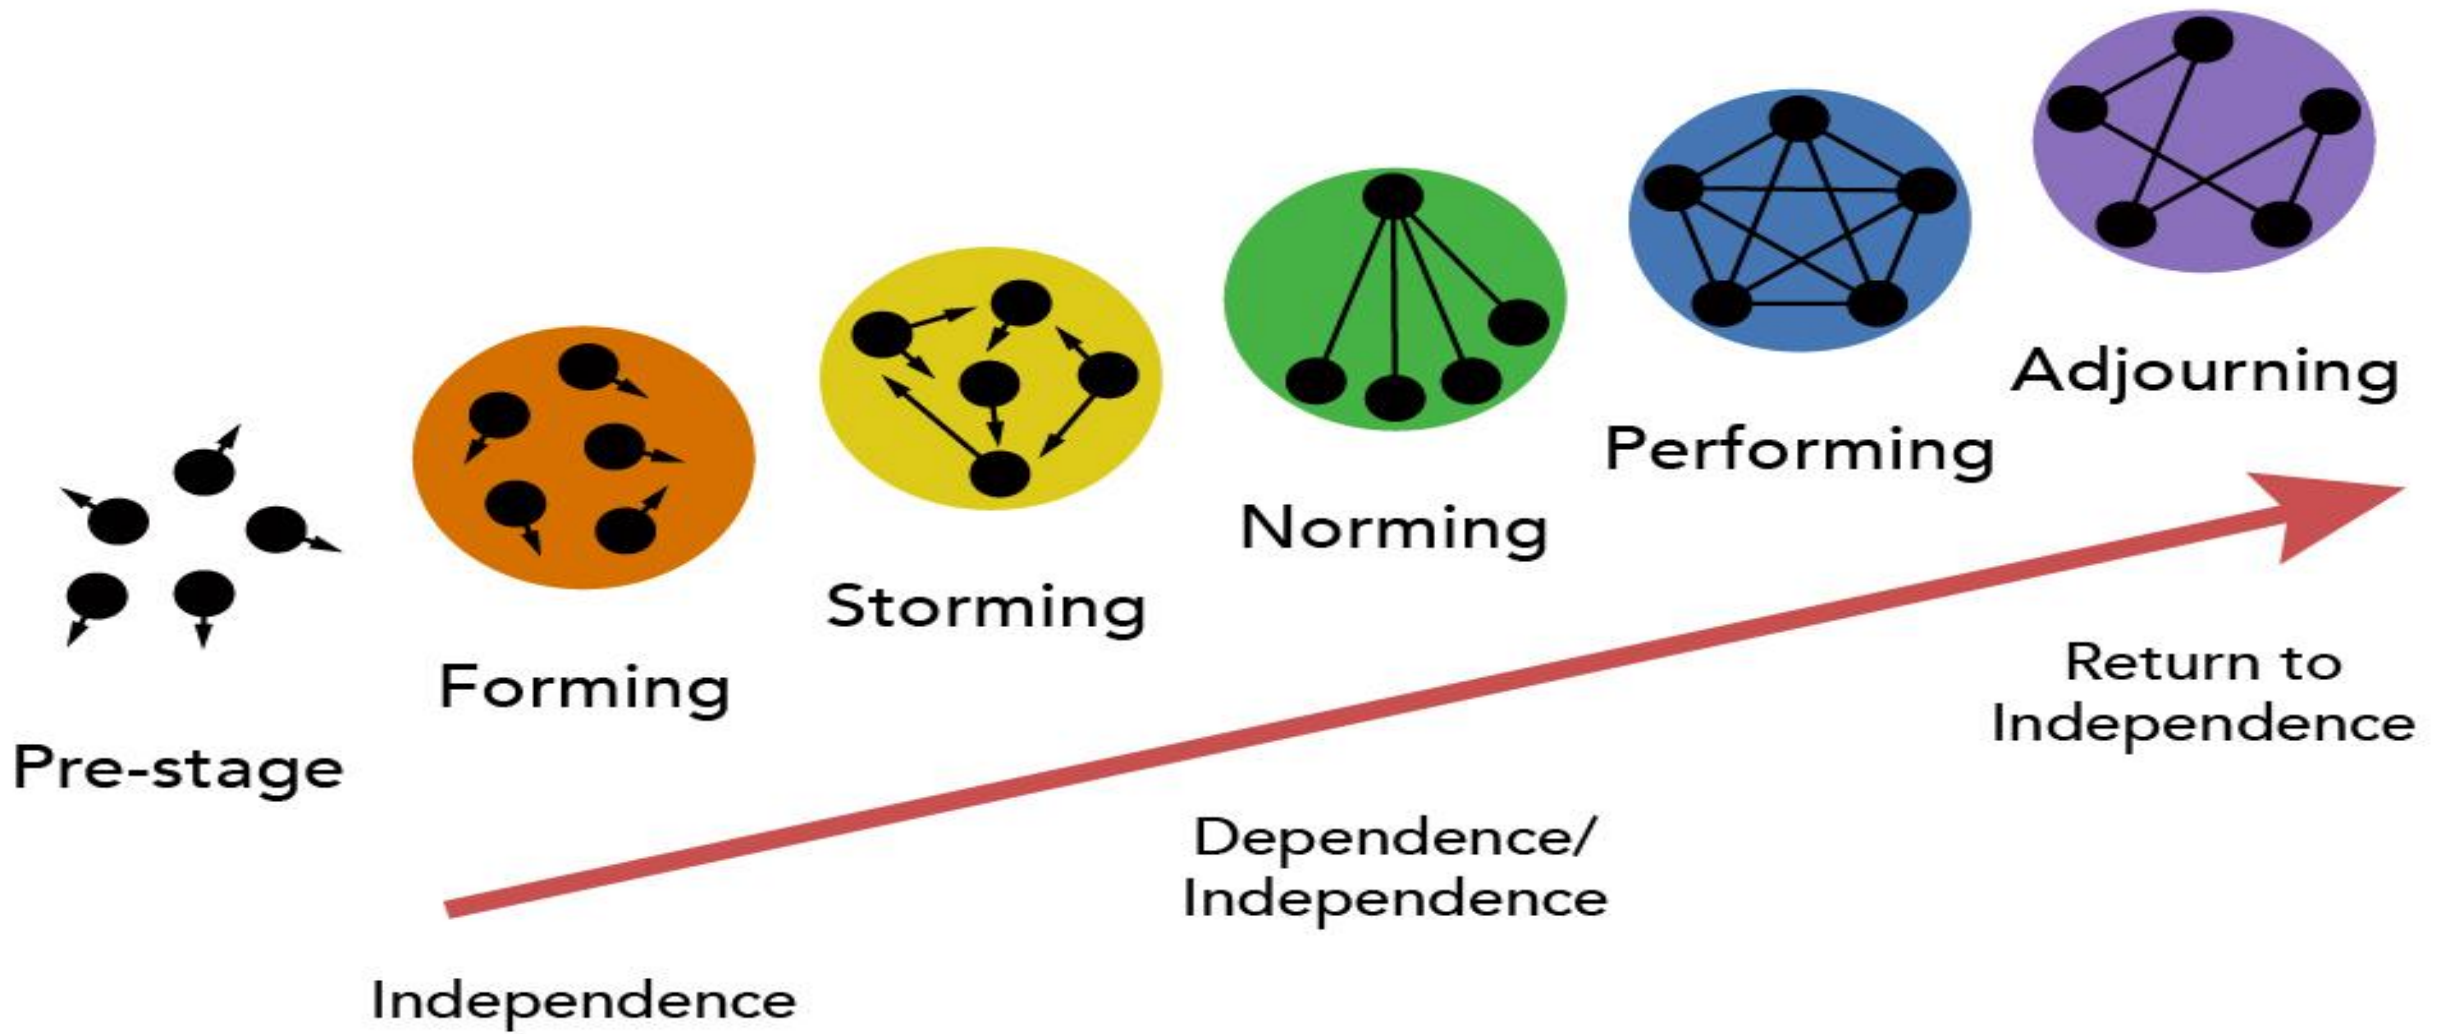 Pre-stage
Forming
Storming
Norming
Performing
Adjourning
Independence
Dependence/
Independence
Return to
Independence